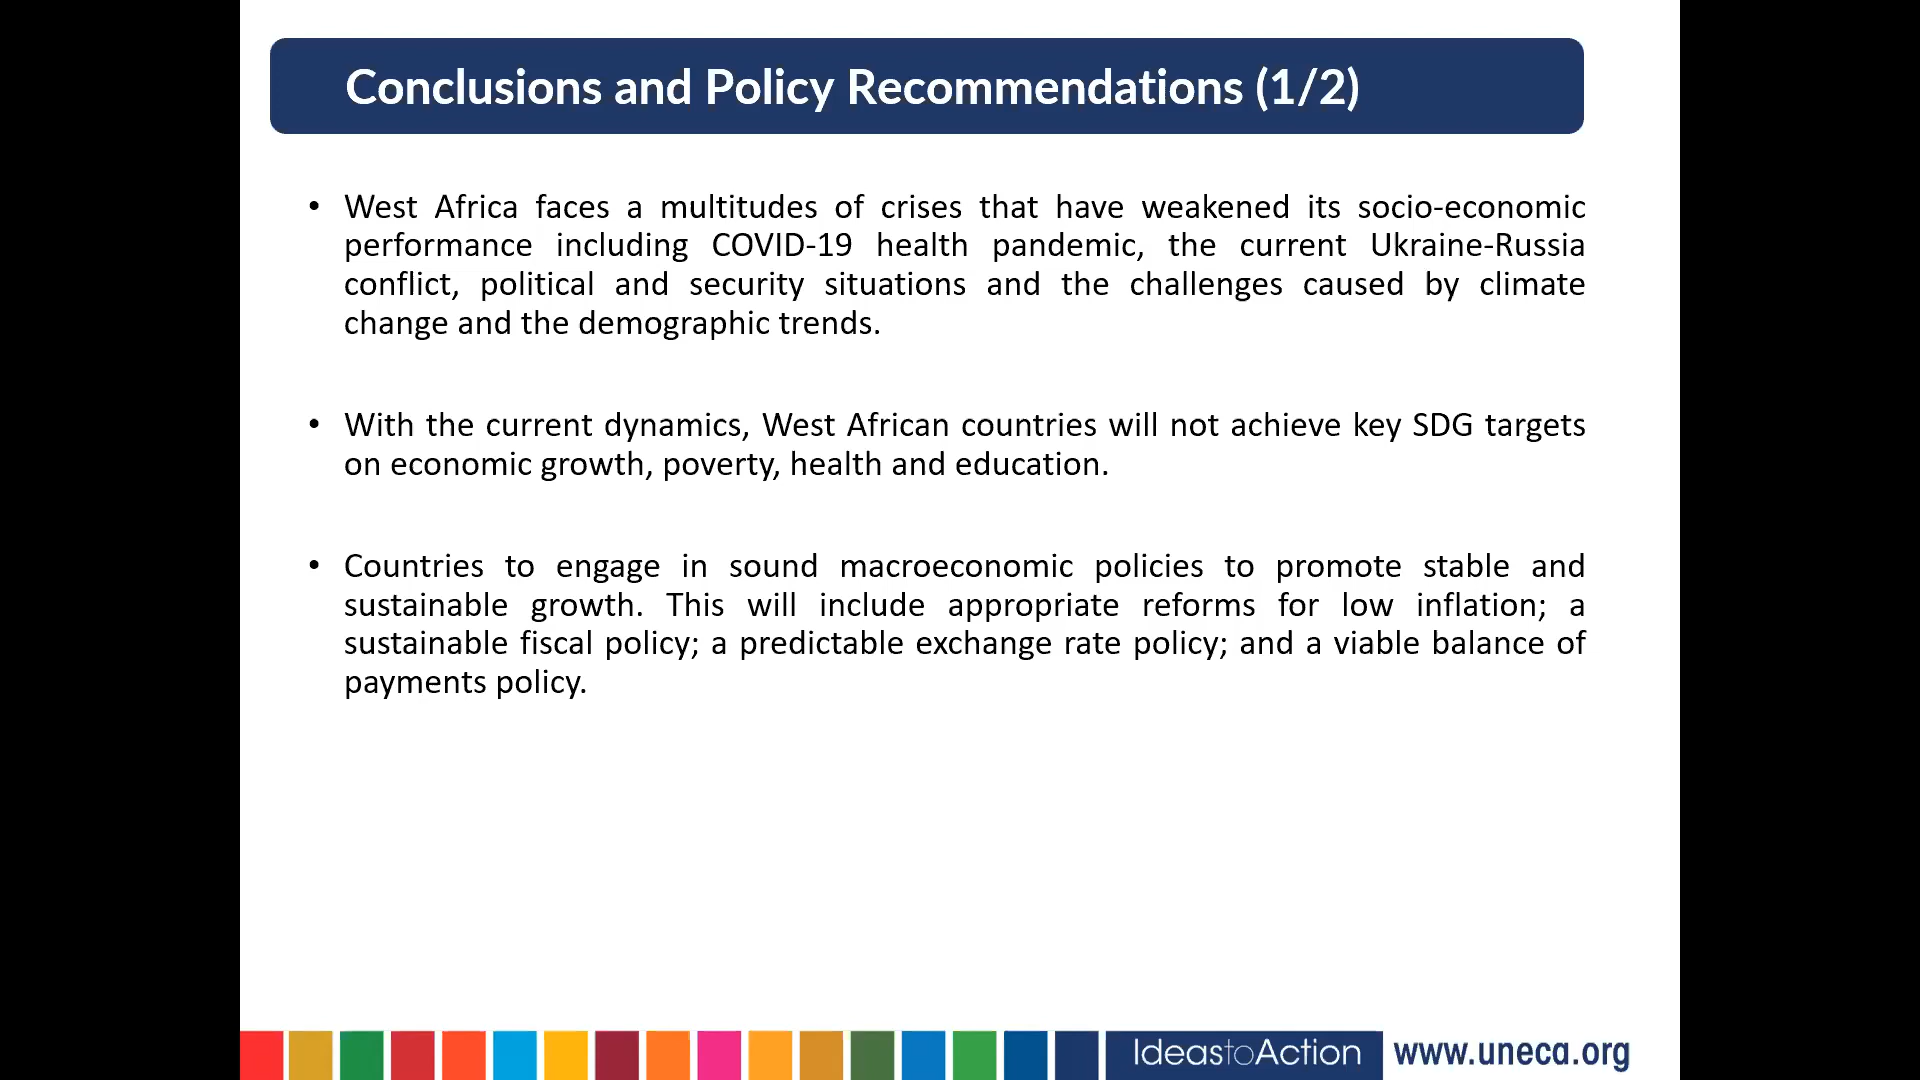 Conclusions and Policy Recommendations (1/2)
• West Africa faces a multitudes of crises that have weakened its socio-economic
performance including COVID-19 health pandemic, the current Ukraine-Russia
conflict, political and security situations and the challenges caused by climate
change and the demographic trends.
• With the current dynamics, West African countries will not achieve key SDG targets
on economic growth, poverty, health and education.
• Countries to engage in sound macroeconomic policies to promote stable and
sustainable growth. This will include appropriate reforms for low inflation; a
sustainable fiscal policy; a predictable exchange rate policy; and a viable balance of
payments policy.
IdeastoAction www.uneca.org